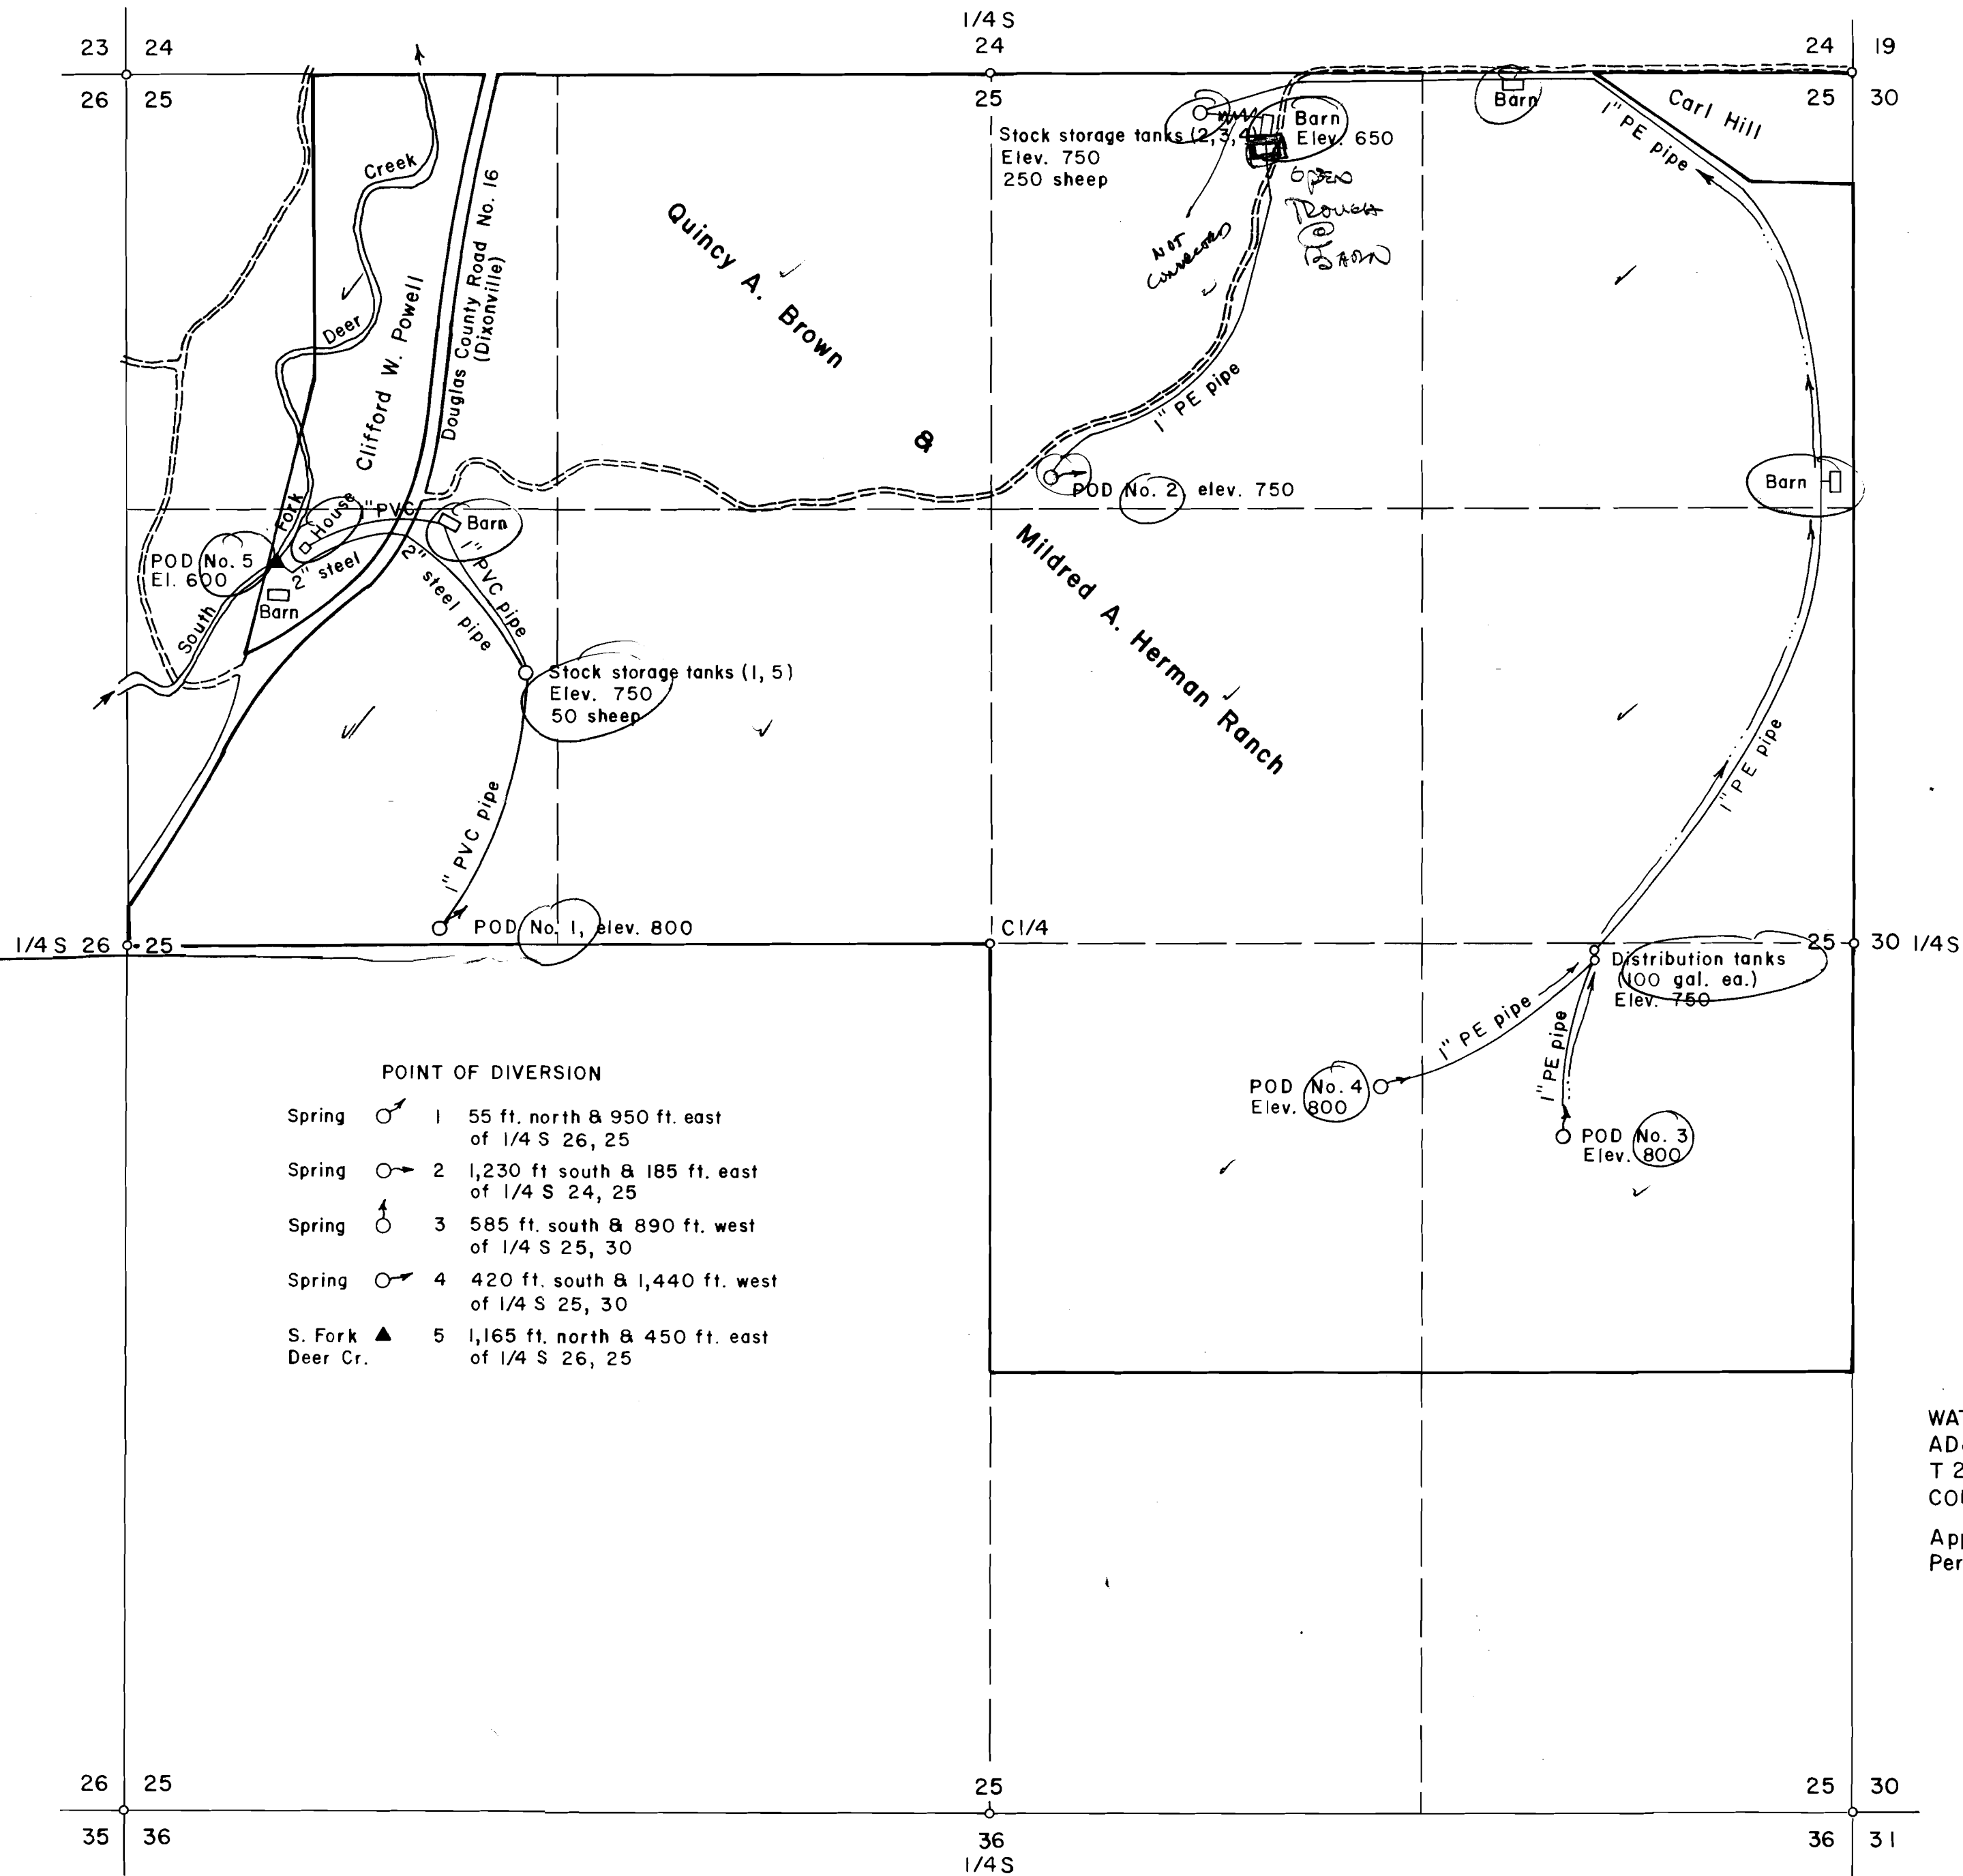 1/4 S
23 24
24
24 19
26 25
25
25 30
Carl Hill
Barn
1" PE pipe
Stock storage tanks (2, 3, 4)
Elev. 750
250 sheep
Barn
Elev. 650
OPEN
TROUGH
@
BARN
NOT
CONNECTED
Creek
Deer
Fork
South
Clifford W. Powell
Douglas County Road No. 16
(Dixonville)
Quincy A. Brown
&
Mildred A. Herman Ranch
1" PE pipe
POD No. 2, elev. 750
Barn
House
1" PVC
Barn
POD No. 5
El. 600
2" steel
Barn
2" steel pipe
1" PVC pipe
Stock storage tanks (1, 5)
Elev. 750
50 sheep
1" PVC pipe
1" PE pipe
POD No. 1, elev. 800
1/4 S 26 25
C 1/4
25 30 1/4 S
Distribution tanks
(100 gal. ea.)
Elev. 750
1" PE pipe
1" PE pipe
POD No. 4
Elev. 800
POD No. 3
Elev. 800
POINT OF DIVERSION
Spring 1 55 ft. north & 950 ft. east
of 1/4 S 26, 25
Spring 2 1,230 ft south & 185 ft. east
of 1/4 S 24, 25
Spring 3 585 ft. south & 890 ft. west
of 1/4 S 25, 30
Spring 4 420 ft. south & 1,440 ft. west
of 1/4 S 25, 30
S. Fork 5 1,165 ft. north & 450 ft. east
Deer Cr. of 1/4 S 26, 25
WAT
AD
T 2
CO
App
Per
26 25
25
25 30
35 36
36
36 31
1/4 S